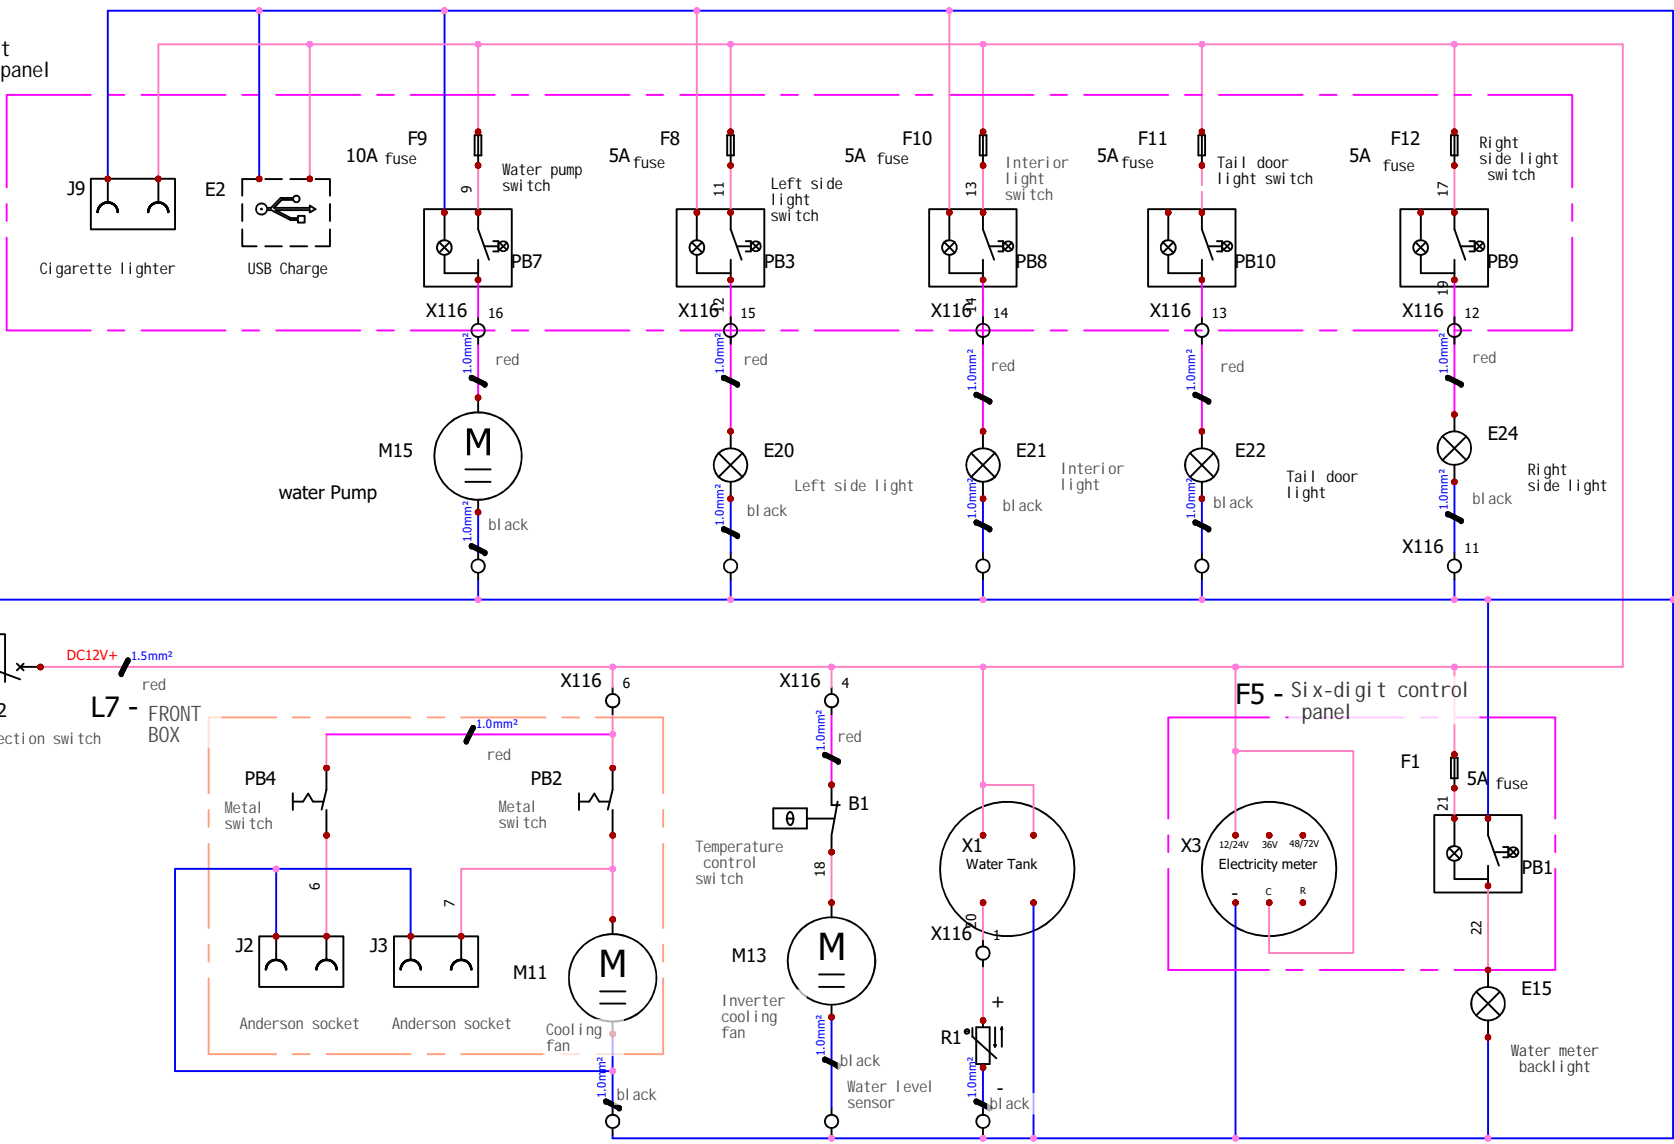 t
panel
F9
10A fuse
Water pump
switch
F8
5A fuse
Left side
light
switch
F10
5A fuse
Interior
light
switch
F11
5A fuse
Tail door
light switch
F12
5A fuse
Right
side light
switch
J9
E2
9
11
13
17
Cigarette lighter
USB Charge
PB7
PB3
PB8
PB10
PB9
19
X116 16
X116 12 15
X116 14 14
X116 13
X116 12
1.0mm² red
1.0mm² red
1.0mm² red
1.0mm² red
1.0mm² red
M15
M
water Pump
E20
Left side light
E21
Interior
light
E22
Tail door
light
E24
Right
side light
1.0mm² black
1.0mm² black
1.0mm² black
1.0mm² black
1.0mm² black
X116 11
DC12V+ 1.5mm²
red
2
ection switch
L7 - FRONT
BOX
X116 6
X116 4
F5 - Six-digit control
panel
1.0mm²
red
1.0mm²
red
PB4
Metal
switch
PB2
Metal
switch
B1
θ
Temperature
control
switch
18
X1
Water Tank
X3
12/24V 36V 48/72V
Electricity meter
- C R
F1
5A fuse
21
PB1
22
6
7
J2
J3
Anderson socket
Anderson socket
M11
M
Cooling
fan
M13
M
Inverter
cooling
fan
20
X116 1
+
R1
θ
-
E15
Water meter
backlight
1.0mm²
black
1.0mm²
black
Water level
sensor
1.0mm²
black